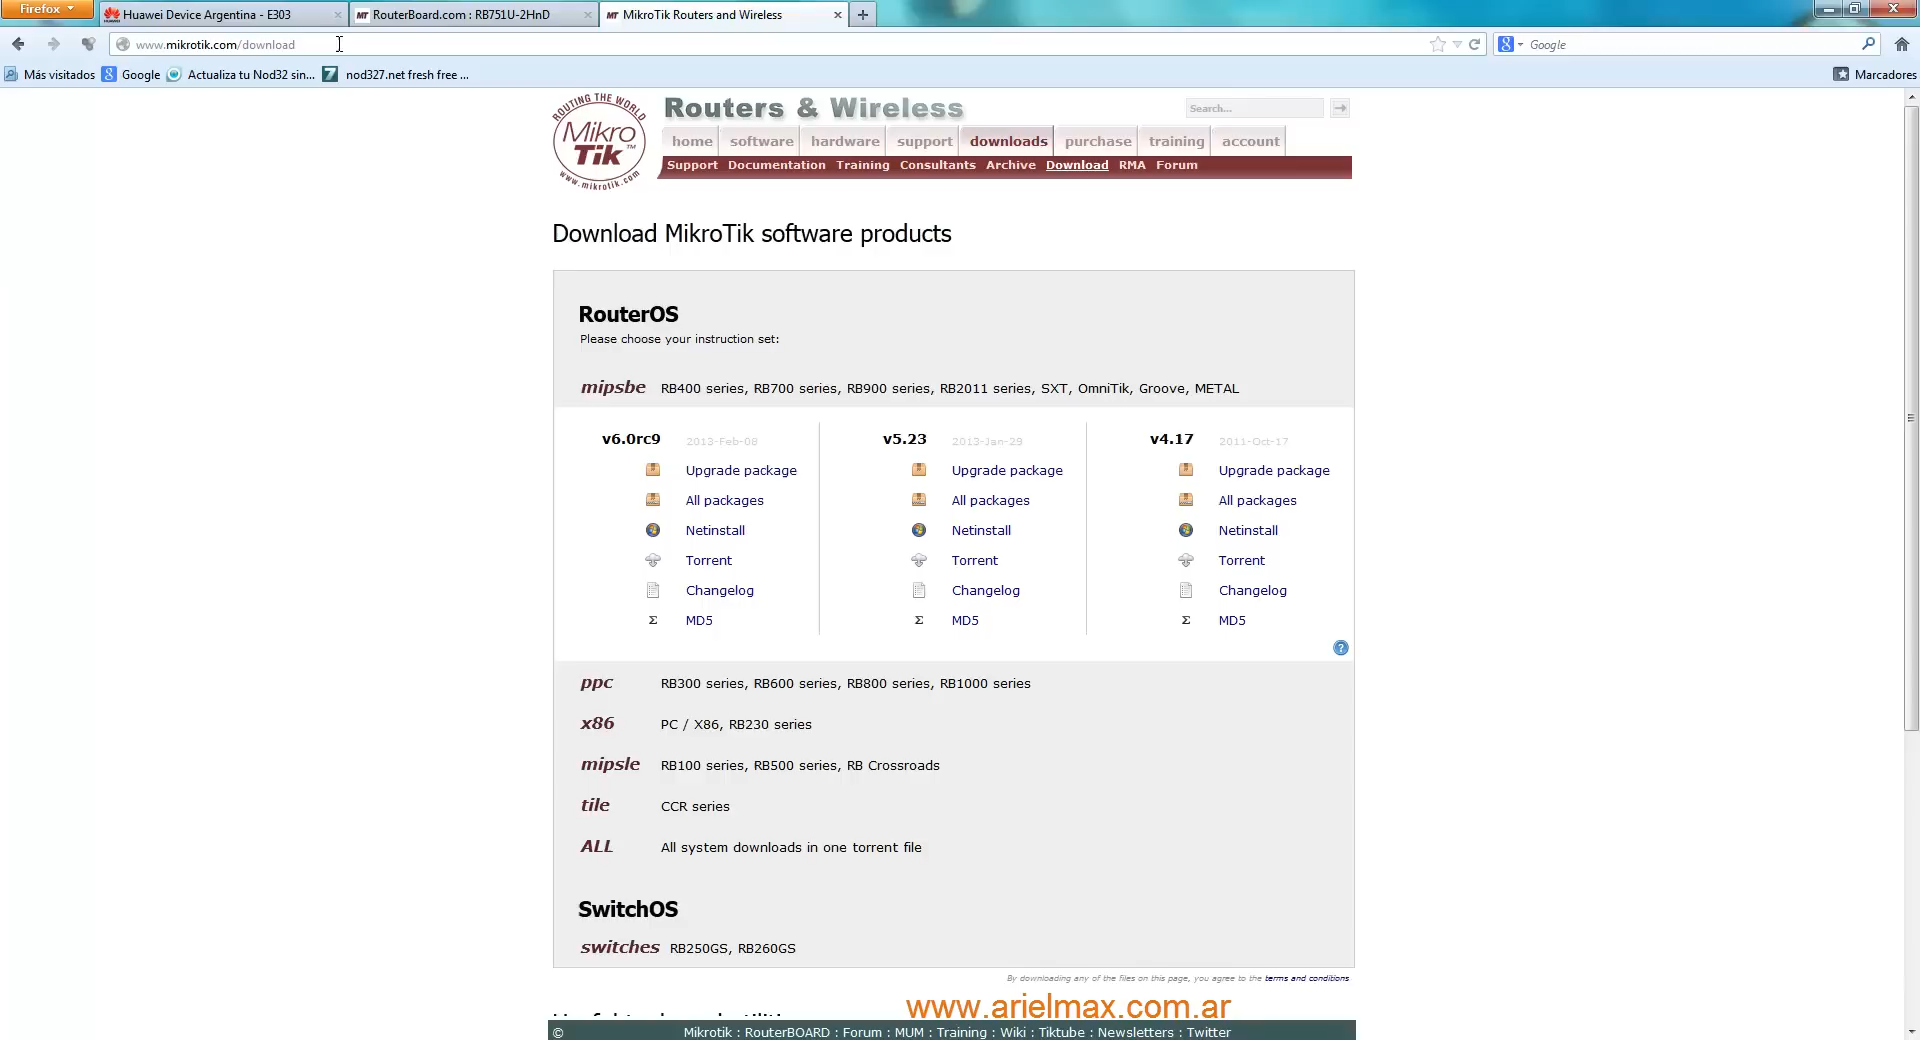 Firefox
Huawei Device Argentina - E303
RouterBoard.com : RB751U-2HnD
MikroTik Routers and Wireless
www.mikrotik.com/download
Google
Más visitados
Google
Actualiza tu Nod32 sin...
nod327.net fresh free ...
Marcadores
ROUTING THE WORLD
Mikro
Tik™
www.mikrotik.com
Routers & Wireless
Search...
home software hardware support downloads purchase training account
Support Documentation Training Consultants Archive Download RMA Forum
Download MikroTik software products
RouterOS
Please choose your instruction set:
mipsbe RB400 series, RB700 series, RB900 series, RB2011 series, SXT, OmniTik, Groove, METAL
v6.0rc9 2013-Feb-08 v5.23 2013-Jan-29 v4.17 2011-Oct-17
Upgrade package Upgrade package Upgrade package
All packages All packages All packages
Netinstall Netinstall Netinstall
Torrent Torrent Torrent
Changelog Changelog Changelog
Σ MD5 Σ MD5 Σ MD5
?
ppc RB300 series, RB600 series, RB800 series, RB1000 series
x86 PC / X86, RB230 series
mipsle RB100 series, RB500 series, RB Crossroads
tile CCR series
ALL All system downloads in one torrent file
SwitchOS
switches RB250GS, RB260GS
By downloading any of the files on this page, you agree to the terms and conditions
www.arielmax.com.ar
© Mikrotik : RouterBOARD : Forum : MUM : Training : Wiki : Tiktube : Newsletters : Twitter